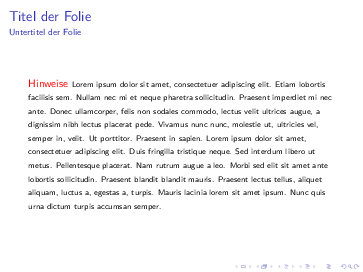 Titel der Folie
Untertitel der Folie
Hinweise Lorem ipsum dolor sit amet, consectetuer adipiscing elit. Etiam lobortis
facilisis sem. Nullam nec mi et neque pharetra sollicitudin. Praesent imperdiet mi nec
ante. Donec ullamcorper, felis non sodales commodo, lectus velit ultrices augue, a
dignissim nibh lectus placerat pede. Vivamus nunc nunc, molestie ut, ultricies vel,
semper in, velit. Ut porttitor. Praesent in sapien. Lorem ipsum dolor sit amet,
consectetuer adipiscing elit. Duis fringilla tristique neque. Sed interdum libero ut
metus. Pellentesque placerat. Nam rutrum augue a leo. Morbi sed elit sit amet ante
lobortis sollicitudin. Praesent blandit blandit mauris. Praesent lectus tellus, aliquet
aliquam, luctus a, egestas a, turpis. Mauris lacinia lorem sit amet ipsum. Nunc quis
urna dictum turpis accumsan semper.